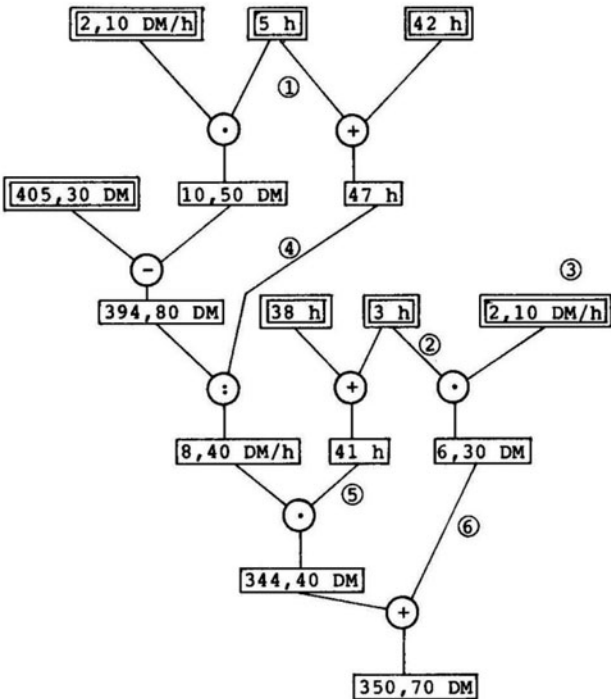 2,10 DM/h 5 h 42 h
①
· +
405,30 DM 10,50 DM 47 h
④
−
③
394,80 DM 38 h 3 h 2,10 DM/h
②
: + ·
8,40 DM/h 41 h 6,30 DM
⑤
·
⑥
344,40 DM
+
350,70 DM